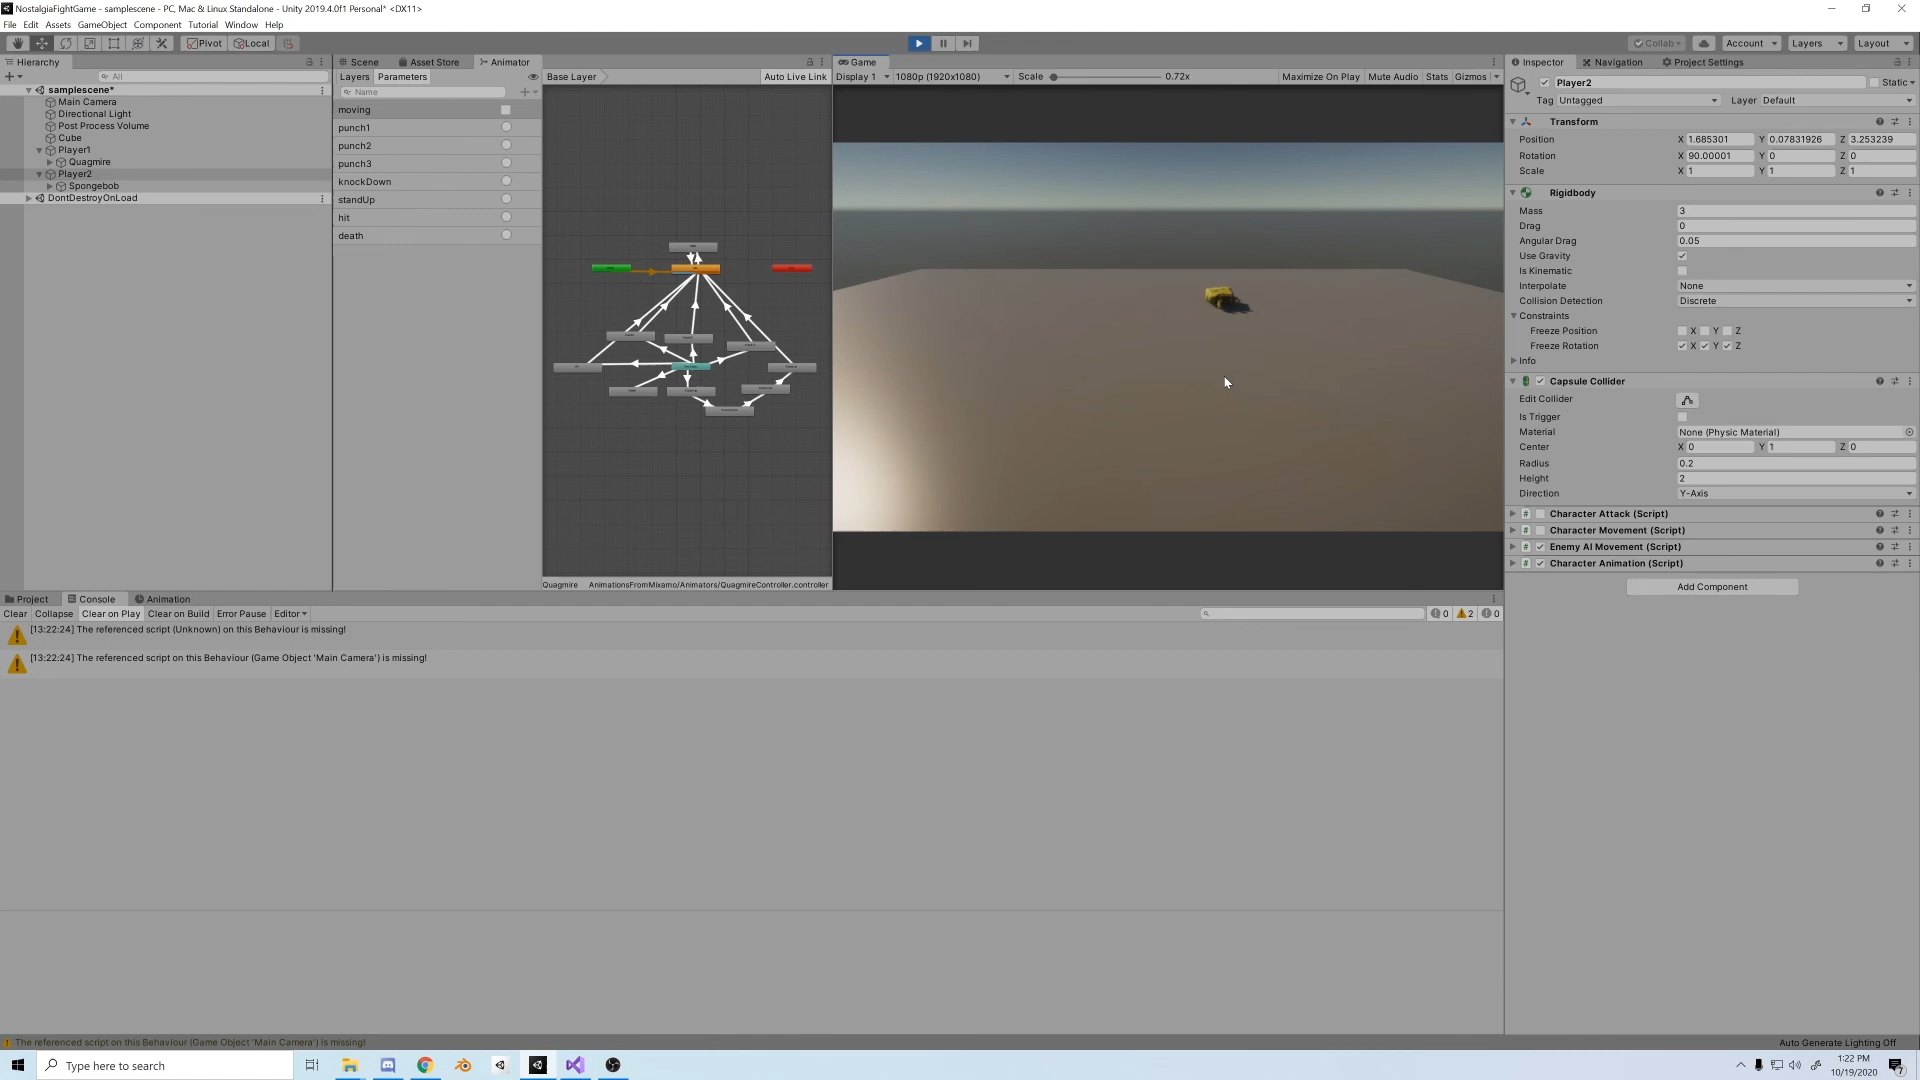 NostalgiaFightGame - samplescene - PC, Mac & Linux Standalone - Unity 2019.4.0f1 Personal* <DX11>
File Edit Assets GameObject Component Tutorial Window Help
Pivot Local Collab Account Layers Layout
Hierarchy
All
samplescene*
Main Camera
Directional Light
Post Process Volume
Cube
Player1
Quagmire
Player2
Spongebob
DontDestroyOnLoad
Scene Asset Store Animator
Layers Parameters
Base Layer Auto Live Link
Name
moving
punch1
punch2
punch3
knockDown
standUp
hit
death
Quagmire AnimationsFromMixamo/Animators/QuagmireController.controller
Game
Display 1 1080p (1920x1080) Scale 0.72x Maximize On Play Mute Audio Stats Gizmos
Inspector Navigation Project Settings
Player2 Static
Tag Untagged Layer Default
Transform
Position X 1.685301 Y 0.07831926 Z 3.253239
Rotation X 90.00001 Y 0 Z 0
Scale X 1 Y 1 Z 1
Rigidbody
Mass 3
Drag 0
Angular Drag 0.05
Use Gravity
Is Kinematic
Interpolate None
Collision Detection Discrete
Constraints
Freeze Position X Y Z
Freeze Rotation X Y Z
Info
Capsule Collider
Edit Collider
Is Trigger
Material None (Physic Material)
Center X 0 Y 1 Z 0
Radius 0.2
Height 2
Direction Y-Axis
Character Attack (Script)
Character Movement (Script)
Enemy AI Movement (Script)
Character Animation (Script)
Add Component
Project Console Animation
Clear Collapse Clear on Play Clear on Build Error Pause Editor 0 2 0
[13:22:24] The referenced script (Unknown) on this Behaviour is missing!
[13:22:24] The referenced script on this Behaviour (Game Object 'Main Camera') is missing!
The referenced script on this Behaviour (Game Object 'Main Camera') is missing!
Auto Generate Lighting Off
Type here to search
1:22 PM
10/19/2020
7